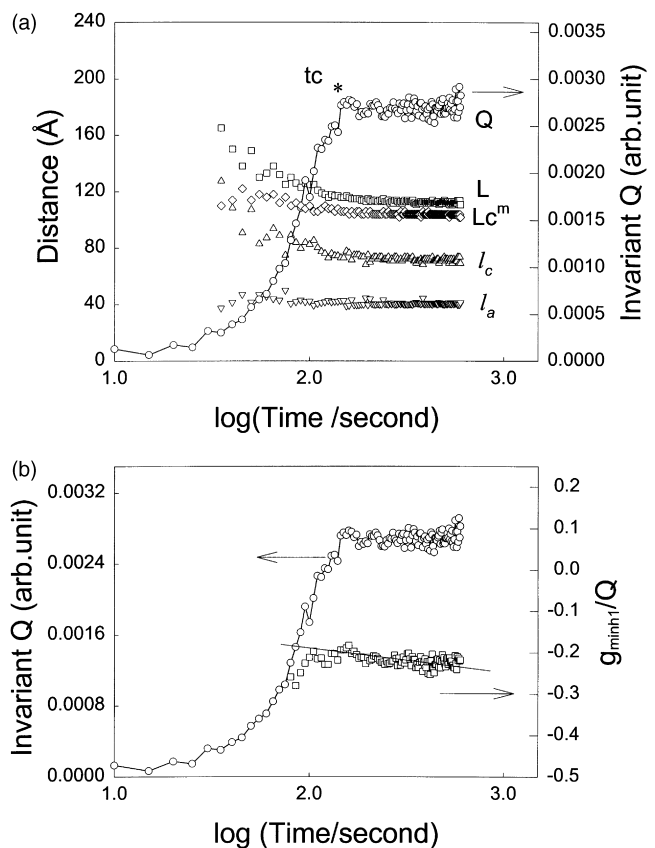 (a)
240
200
160
120
80
40
0
Distance (Å)
0.0035
0.0030
0.0025
0.0020
0.0015
0.0010
0.0005
0.0000
Invariant Q (arb.unit)
tc *
Q
L
Lcᵐ
l_c
l_a
1.0 2.0 3.0
log(Time /second)
(b)
0.0032
0.0024
0.0016
0.0008
0.0000
Invariant Q (arb.unit)
0.2
0.1
0.0
-0.1
-0.2
-0.3
-0.4
-0.5
g_minh1/Q
1.0 2.0 3.0
log (Time/second)